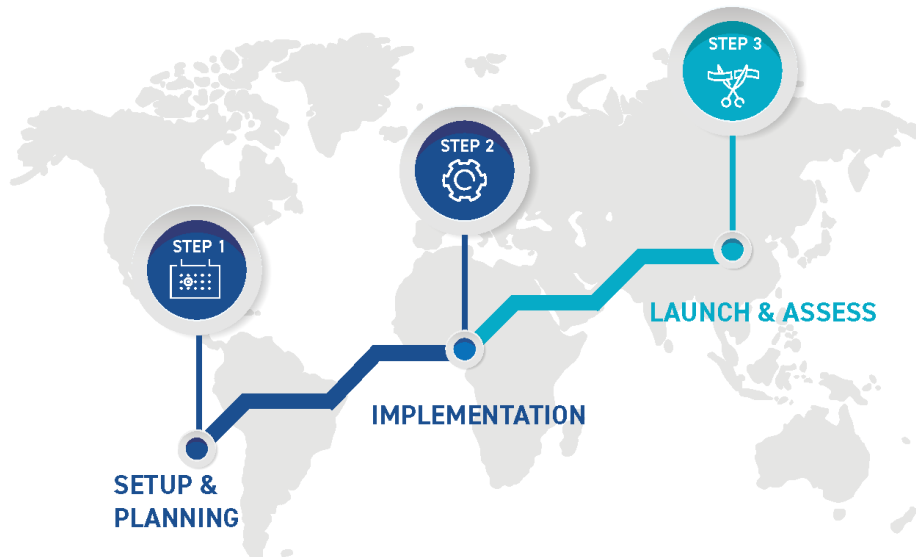 STEP 1
SETUP &
PLANNING
STEP 2
IMPLEMENTATION
STEP 3
LAUNCH & ASSESS